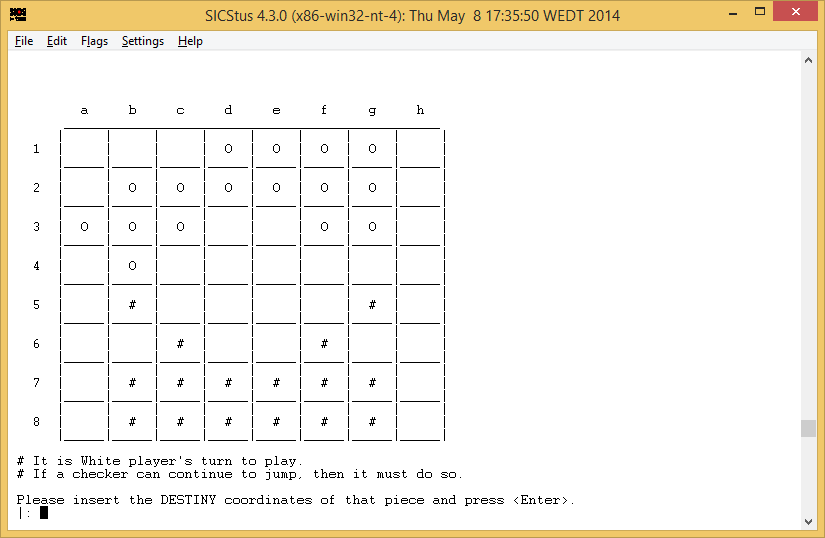 SICStus 4.3.0 (x86-win32-nt-4): Thu May  8 17:35:50 WEDT 2014
File Edit Flags Settings Help
a b c d e f g h
1 O O O O
2 O O O O O O
3 O O O O O
4 O
5 # #
6 # #
7 # # # # # #
8 # # # # # #
# It is White player's turn to play.
# If a checker can continue to jump, then it must do so.
Please insert the DESTINY coordinates of that piece and press <Enter>.
|: